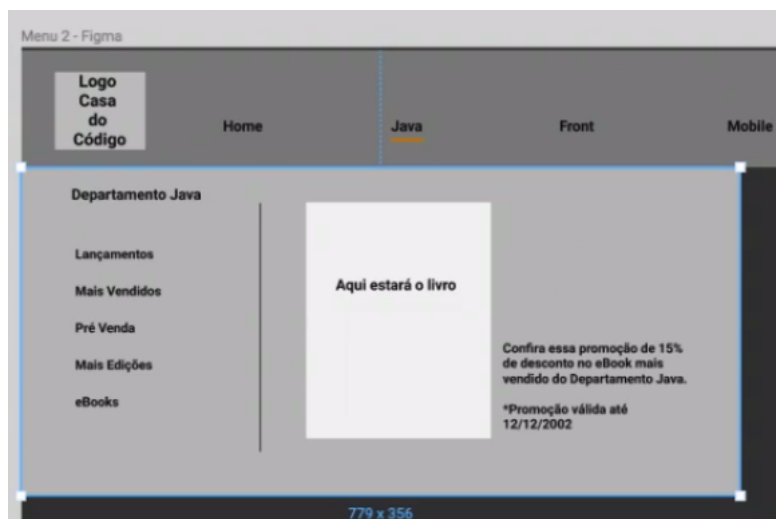 Menu 2 - Figma
Logo
Casa
do
Código
Home
Java
Front
Mobile
Departamento Java
Lançamentos
Mais Vendidos
Pré Venda
Mais Edições
eBooks
Aqui estará o livro
Confira essa promoção de 15%
de desconto no eBook mais
vendido do Departamento Java.
*Promoção válida até
12/12/2002
779 x 356